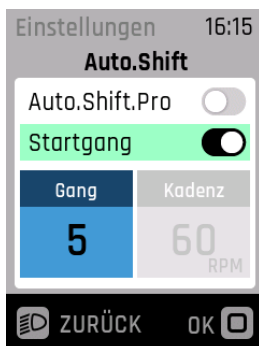 Einstellungen 16:15
Auto.Shift
Auto.Shift.Pro
Startgang
Gang Kadenz
5 60
RPM
ZURÜCK OK